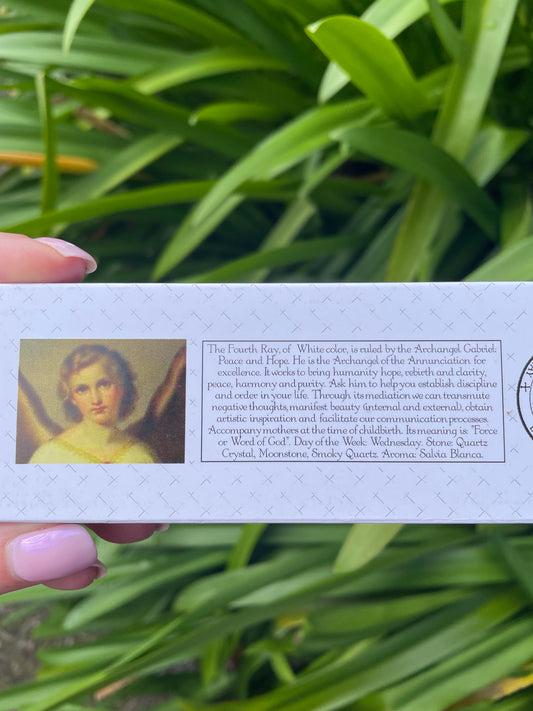 The Fourth Ray, of White color, is ruled by the Archangel Gabriel:
Peace and Hope. He is the Archangel of the Annunciation for
excellence. It works to bring humanity hope, rebirth and clarity,
peace, harmony and purity. Ask him to help you establish discipline
and order in your life. Through its mediation we can transmute
negative thoughts, manifest beauty (internal and external), obtain
artistic inspiration and facilitate our communication processes.
Accompany mothers at the time of childbirth. Its meaning is: "Force
or Word of God". Day of the Week: Wednesday. Stone: Quartz
Crystal, Moonstone, Smoky Quartz. Aroma: Salvia Blanca.